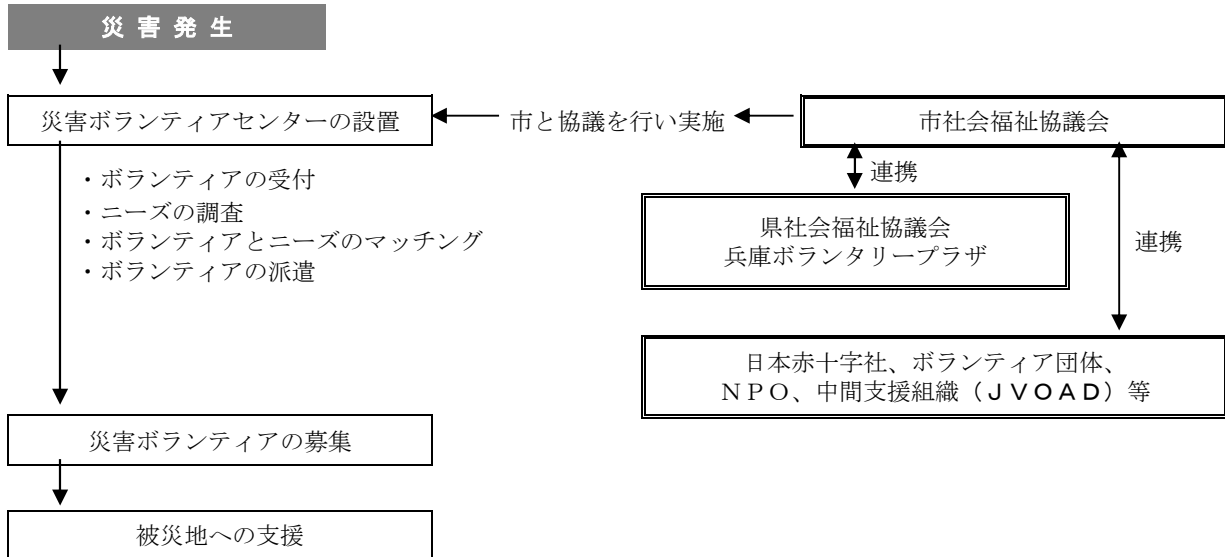 災害発生
災害ボランティアセンターの設置
市と協議を行い実施
市社会福祉協議会
・ボランティアの受付
・ニーズの調査
・ボランティアとニーズのマッチング
・ボランティアの派遣
連携
県社会福祉協議会
兵庫ボランタリープラザ
連携
日本赤十字社、ボランティア団体、
ＮＰＯ、中間支援組織（ＪＶＯＡＤ）等
災害ボランティアの募集
被災地への支援